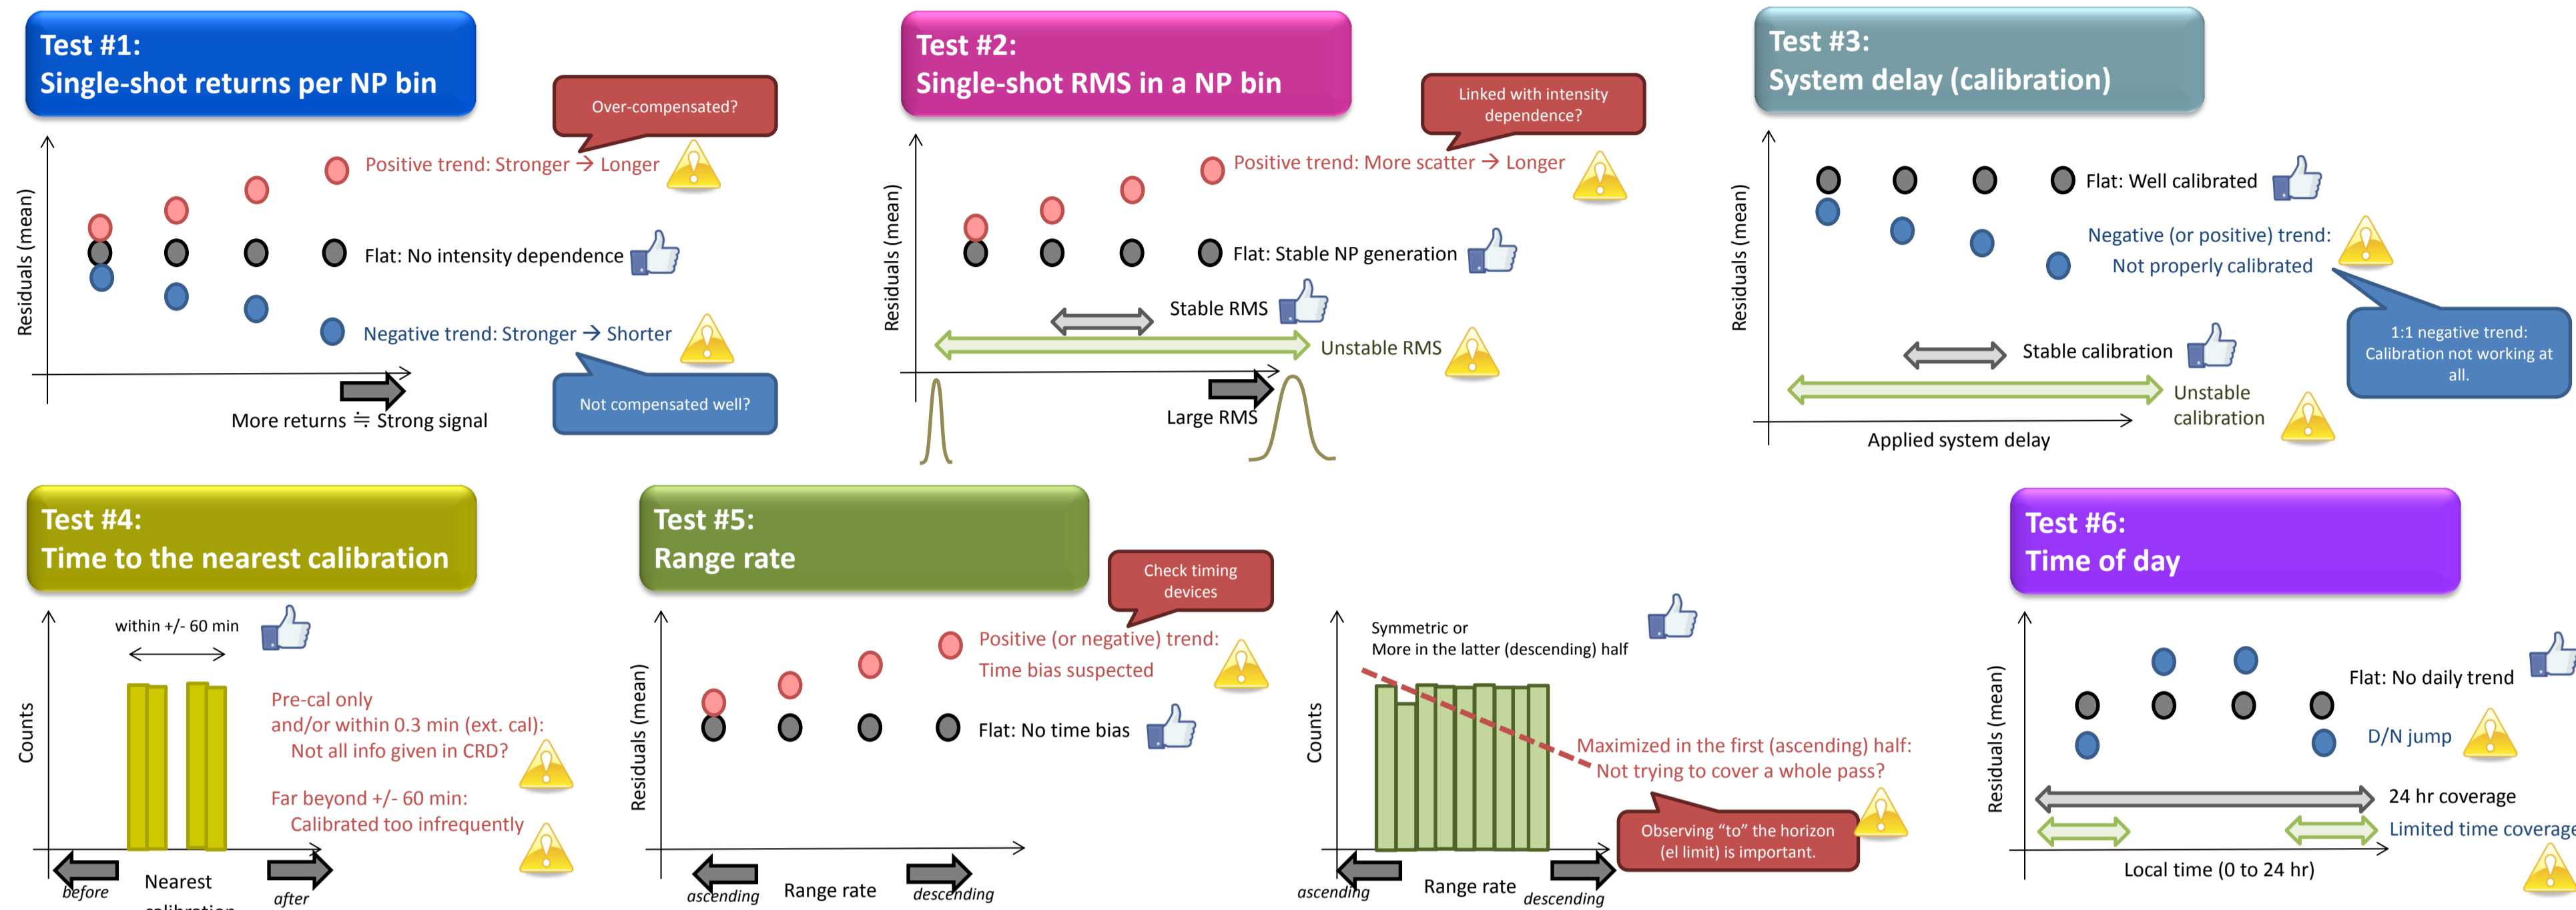 Test #1:
Single-shot returns per NP bin
Over-compensated?
Residuals (mean)
Positive trend: Stronger → Longer
Flat: No intensity dependence
Negative trend: Stronger → Shorter
Not compensated well?
More returns ≒ Strong signal
Test #2:
Single-shot RMS in a NP bin
Linked with intensity
dependence?
Residuals (mean)
Positive trend: More scatter → Longer
Flat: Stable NP generation
Stable RMS
Unstable RMS
Large RMS
Test #3:
System delay (calibration)
Residuals (mean)
Flat: Well calibrated
Negative (or positive) trend:
Not properly calibrated
1:1 negative trend:
Calibration not working at
all.
Stable calibration
Unstable
calibration
Applied system delay
Test #4:
Time to the nearest calibration
within +/- 60 min
Counts
Pre-cal only
and/or within 0.3 min (ext. cal):
Not all info given in CRD?
Far beyond +/- 60 min:
Calibrated too infrequently
before
Nearest
calibration
after
Test #5:
Range rate
Check timing
devices
Residuals (mean)
Positive (or negative) trend:
Time bias suspected
Flat: No time bias
ascending
Range rate
descending
Symmetric or
More in the latter (descending) half
Counts
Maximized in the first (ascending) half:
Not trying to cover a whole pass?
Observing “to” the horizon
(el limit) is important.
ascending
Range rate
descending
Test #6:
Time of day
Residuals (mean)
Flat: No daily trend
D/N jump
24 hr coverage
Limited time coverage
Local time (0 to 24 hr)